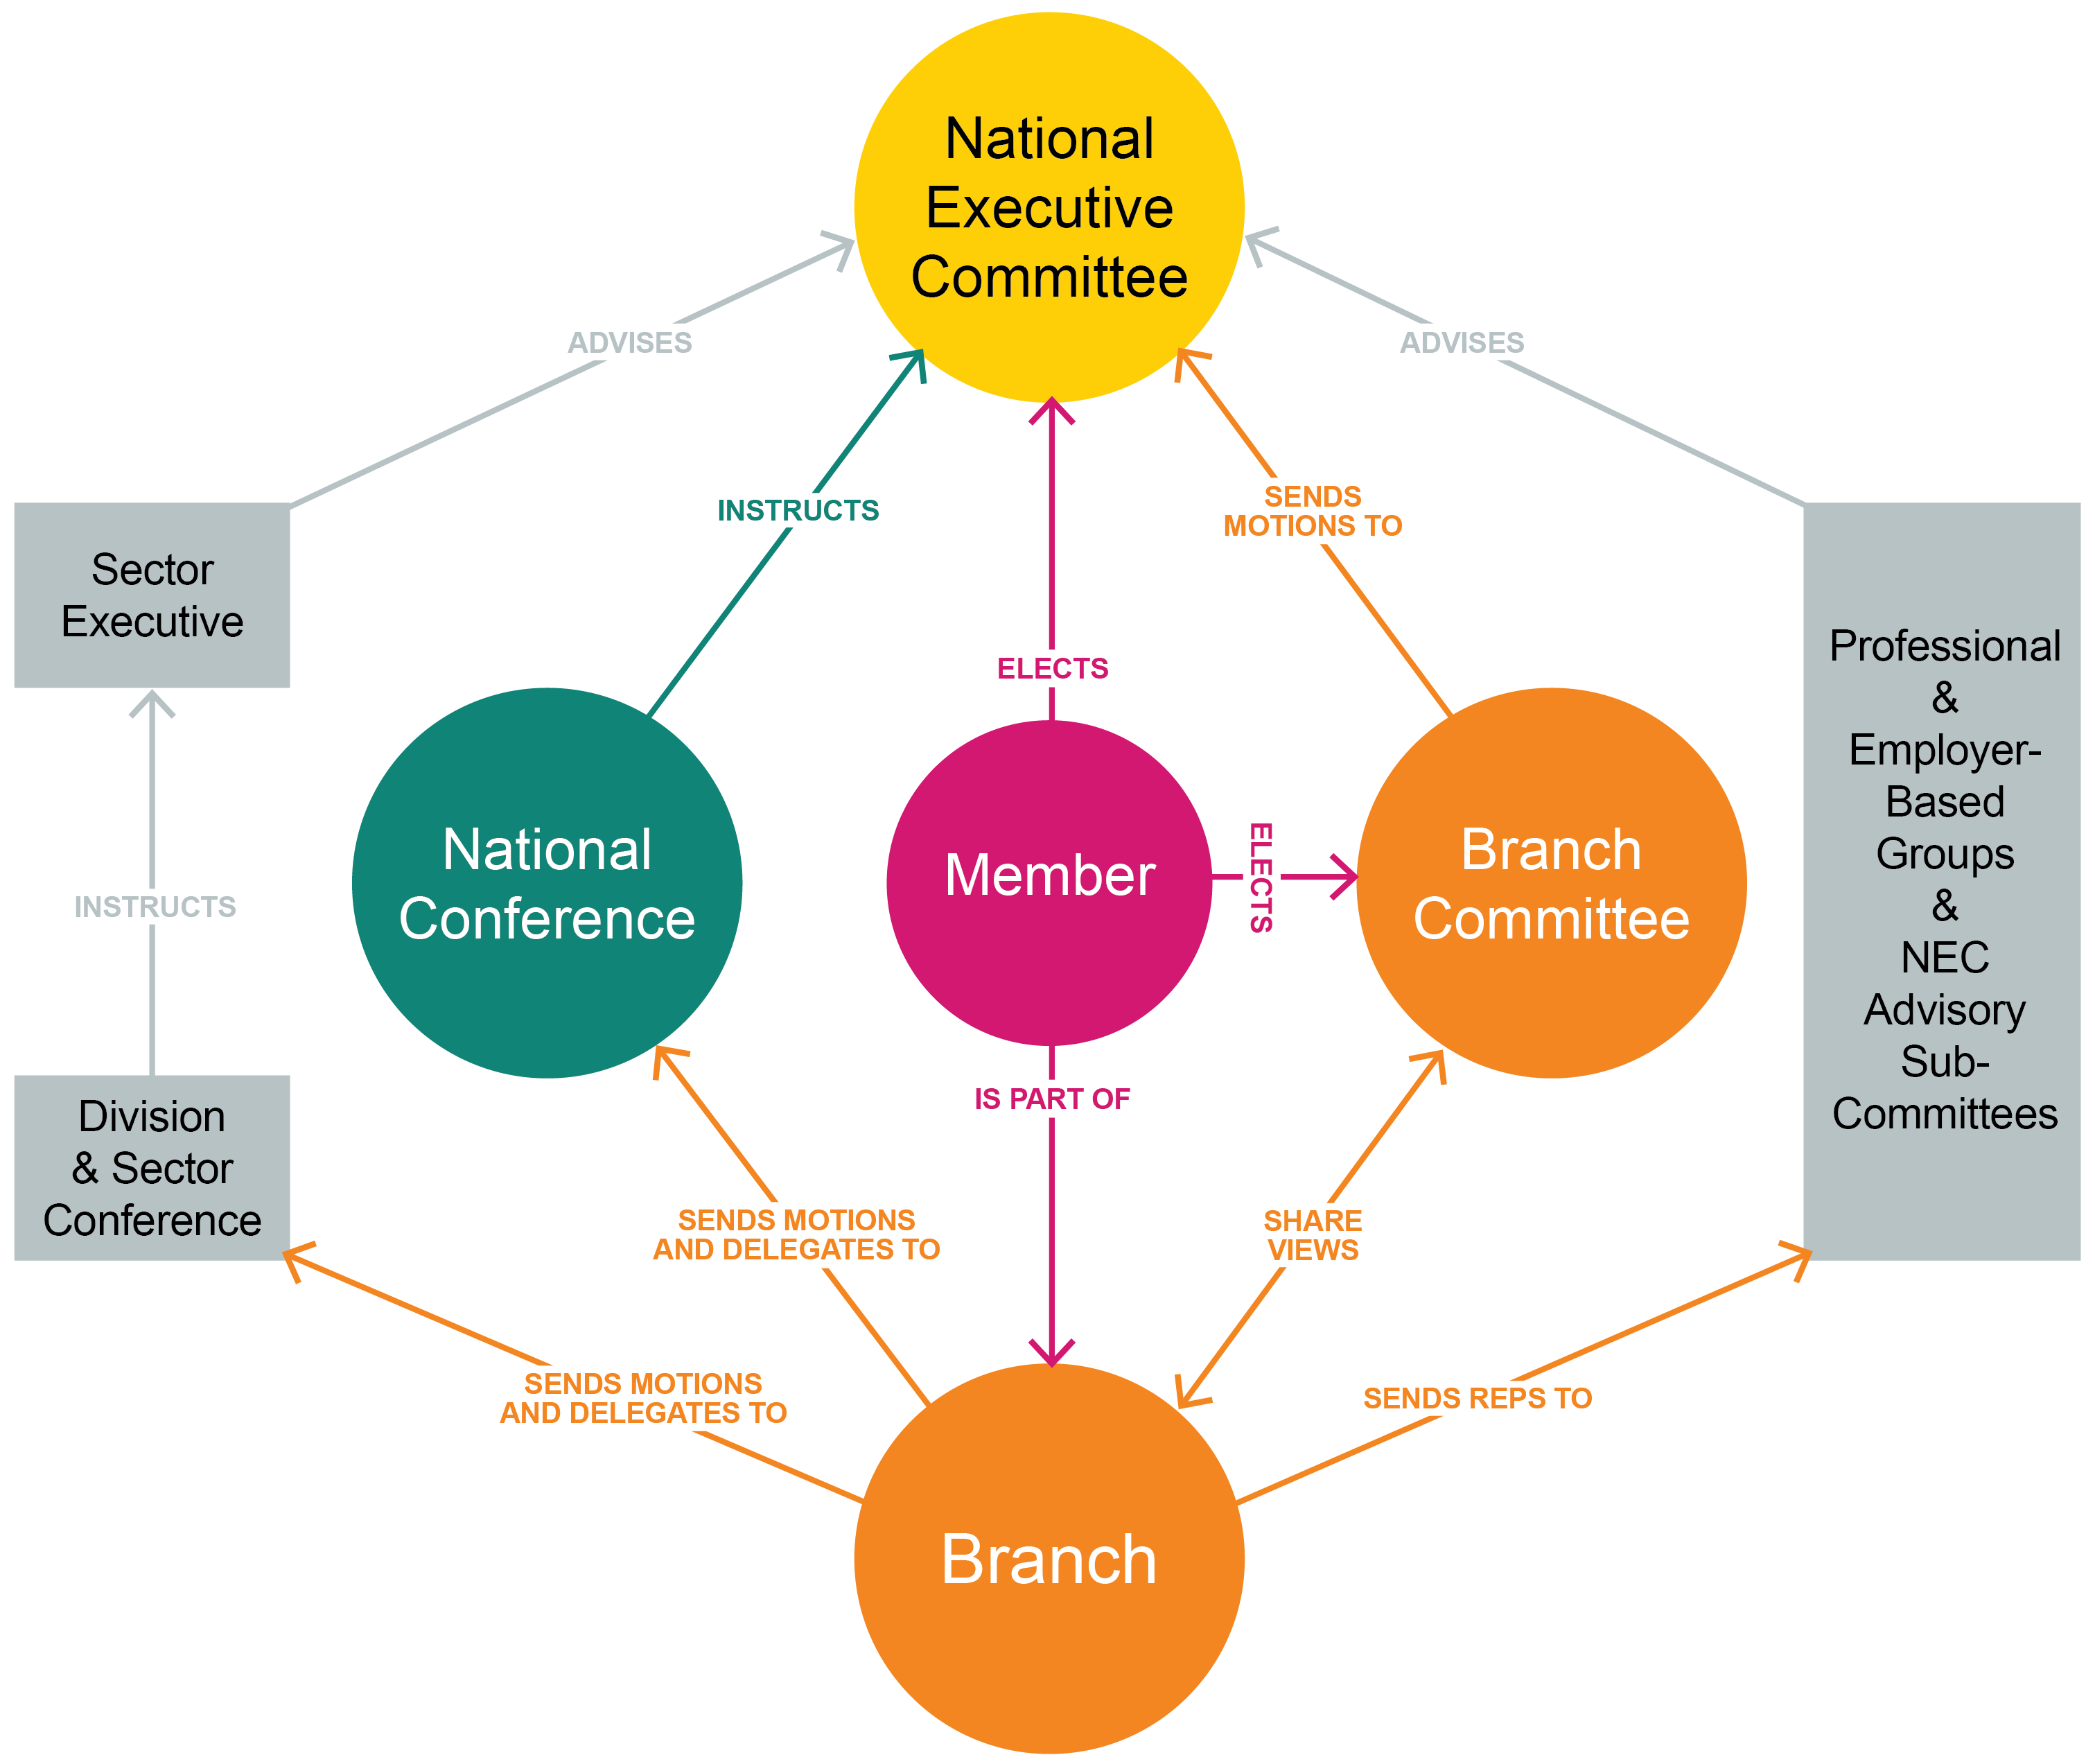 National
Executive
Committee
ADVISES
ADVISES
INSTRUCTS
SENDS
MOTIONS TO
Sector
Executive
ELECTS
National
Conference
Member
ELECTS
Branch
Committee
Professional
&
Employer-
Based
Groups
&
NEC
Advisory
Sub-
Committees
INSTRUCTS
Division
& Sector
Conference
IS PART OF
SENDS MOTIONS
AND DELEGATES TO
SHARE
VIEWS
SENDS MOTIONS
AND DELEGATES TO
SENDS REPS TO
Branch